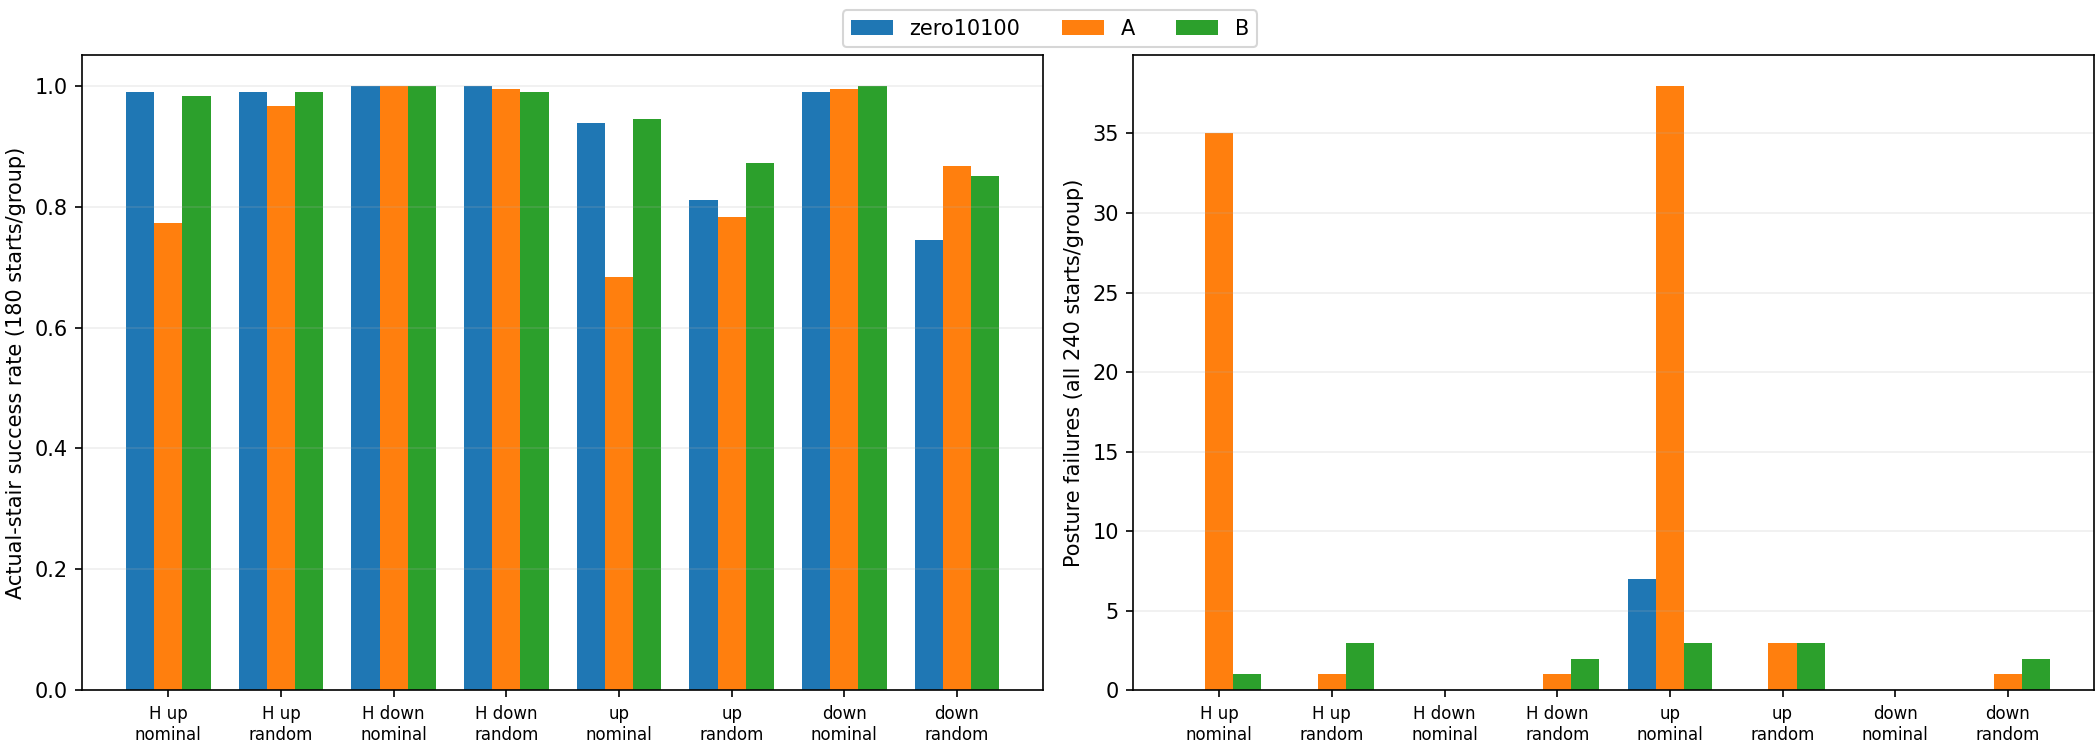 zero10100 A B
Actual-stair success rate (180 starts/group)
1.0
0.8
0.6
0.4
0.2
0.0
H up nominal
H up random
H down nominal
H down random
up nominal
up random
down nominal
down random
Posture failures (all 240 starts/group)
35
30
25
20
15
10
5
0
H up nominal
H up random
H down nominal
H down random
up nominal
up random
down nominal
down random